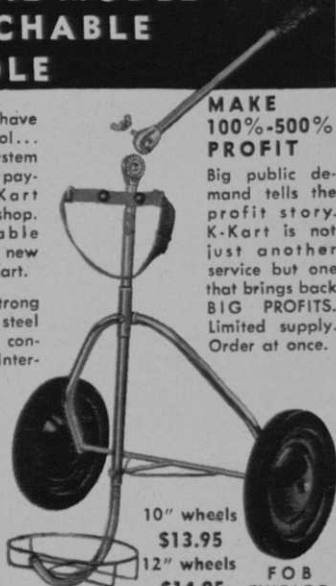 CHABLE
have
ol...
ystem
pay-
Kart
shop.
able
new
art.
trong
steel
con-
inter-
MAKE
100%-500%
PROFIT
Big public de-
mand tells the
profit story.
K-Kart is not
just another
service but one
that brings back
BIG PROFITS.
Limited supply.
Order at once.
10" wheels
$13.95
12" wheels
FOB